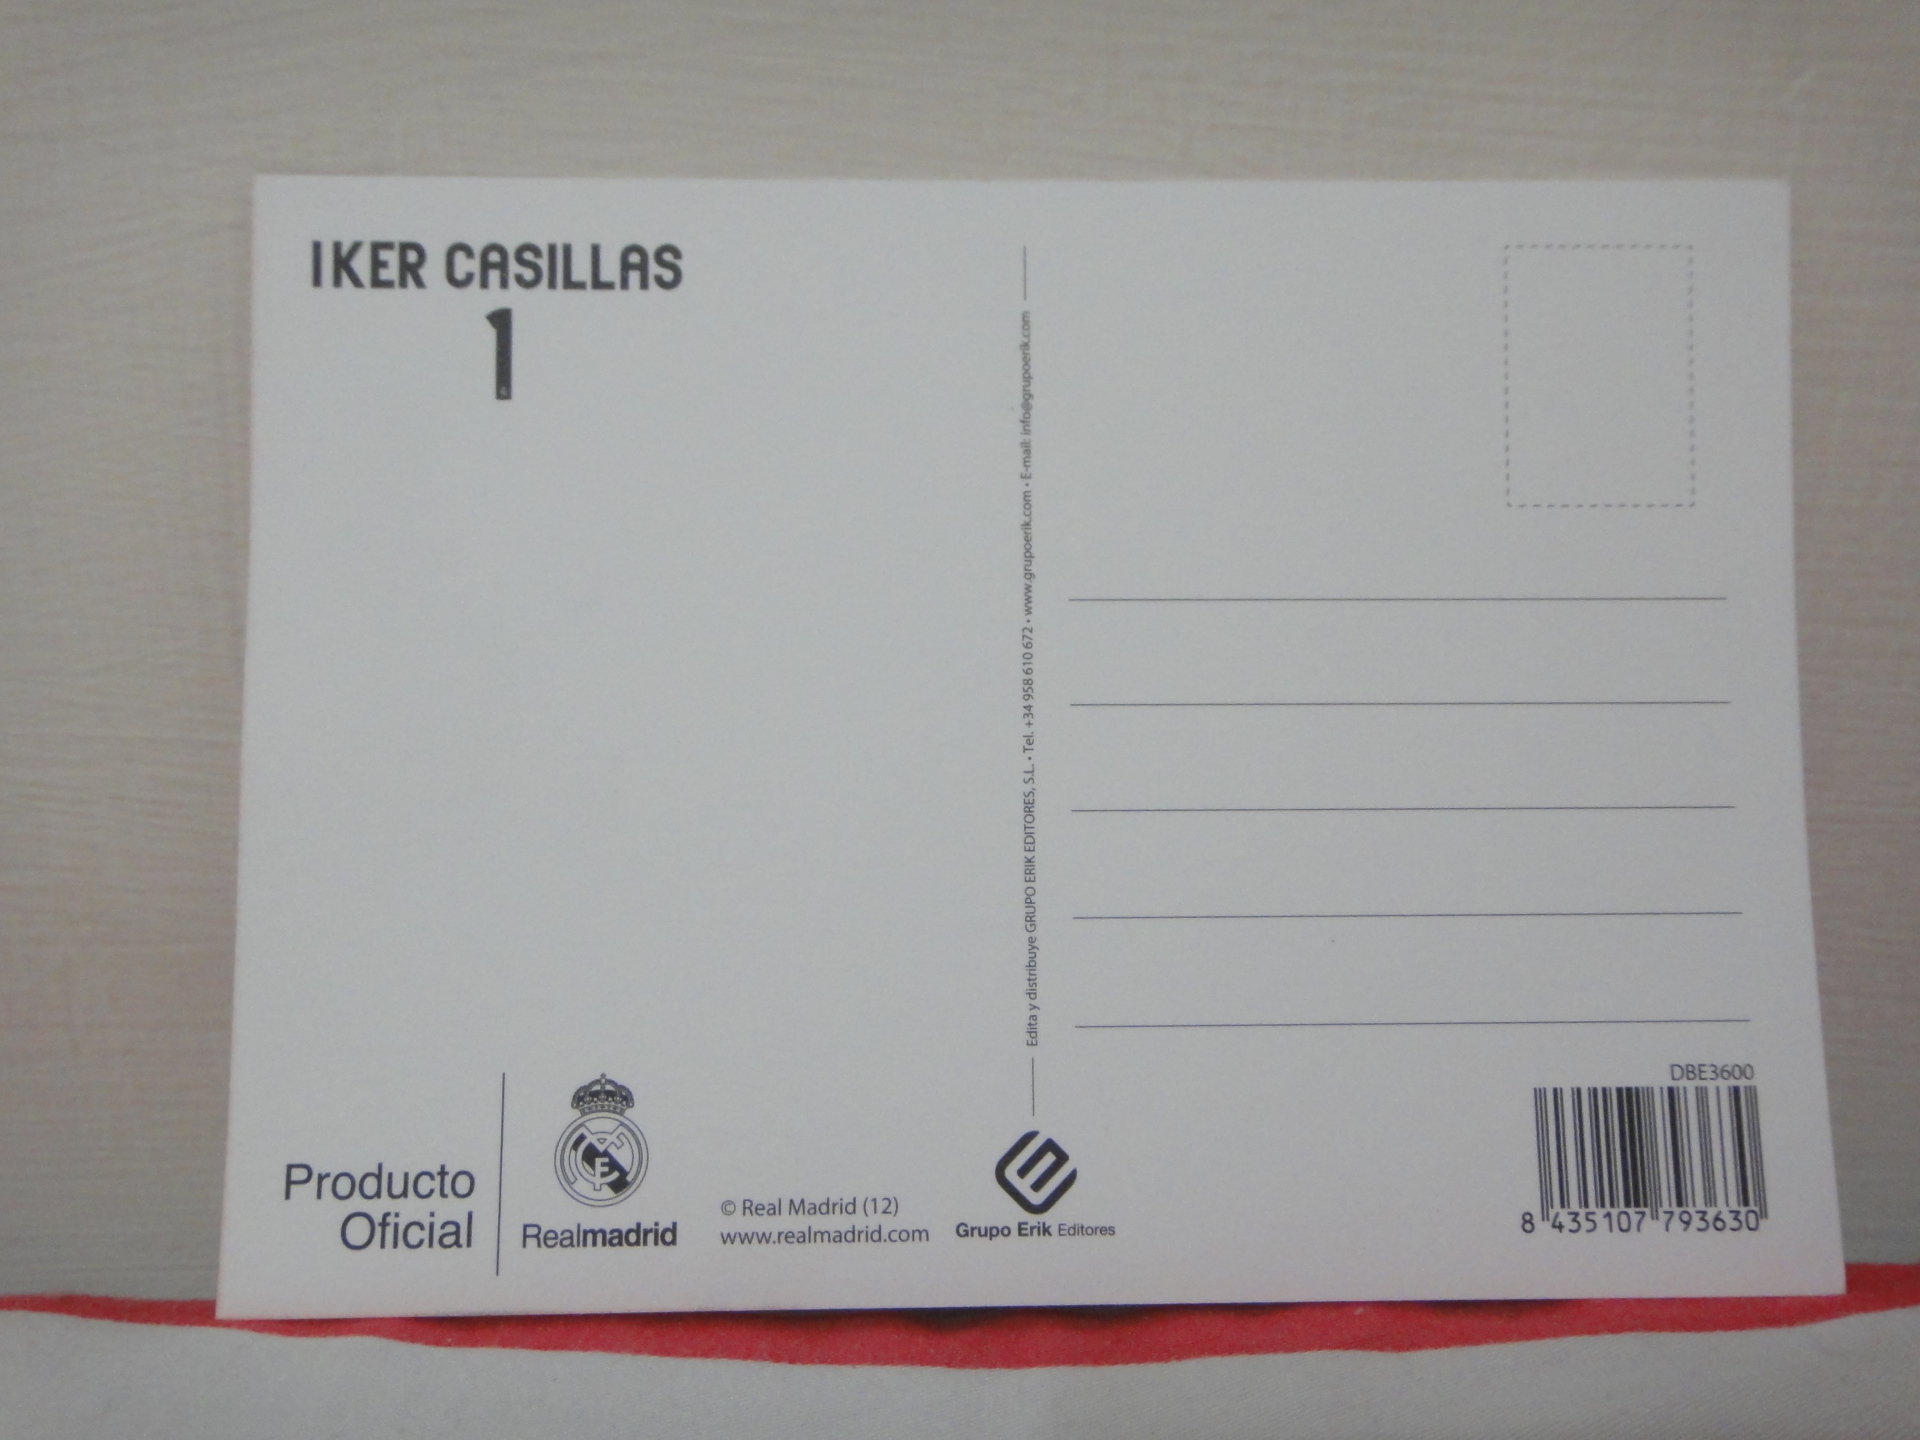 IKER CASILLAS
1
Edita y distribuye GRUPO ERIK EDITORES, S.L. • Tel. +34 958 610 672 • www.grupoerik.com • E-mail: info@grupoerik.com
DBE3600
8 435107 793630
Producto
Oficial
Realmadrid
© Real Madrid (12)
www.realmadrid.com
Grupo Erik Editores